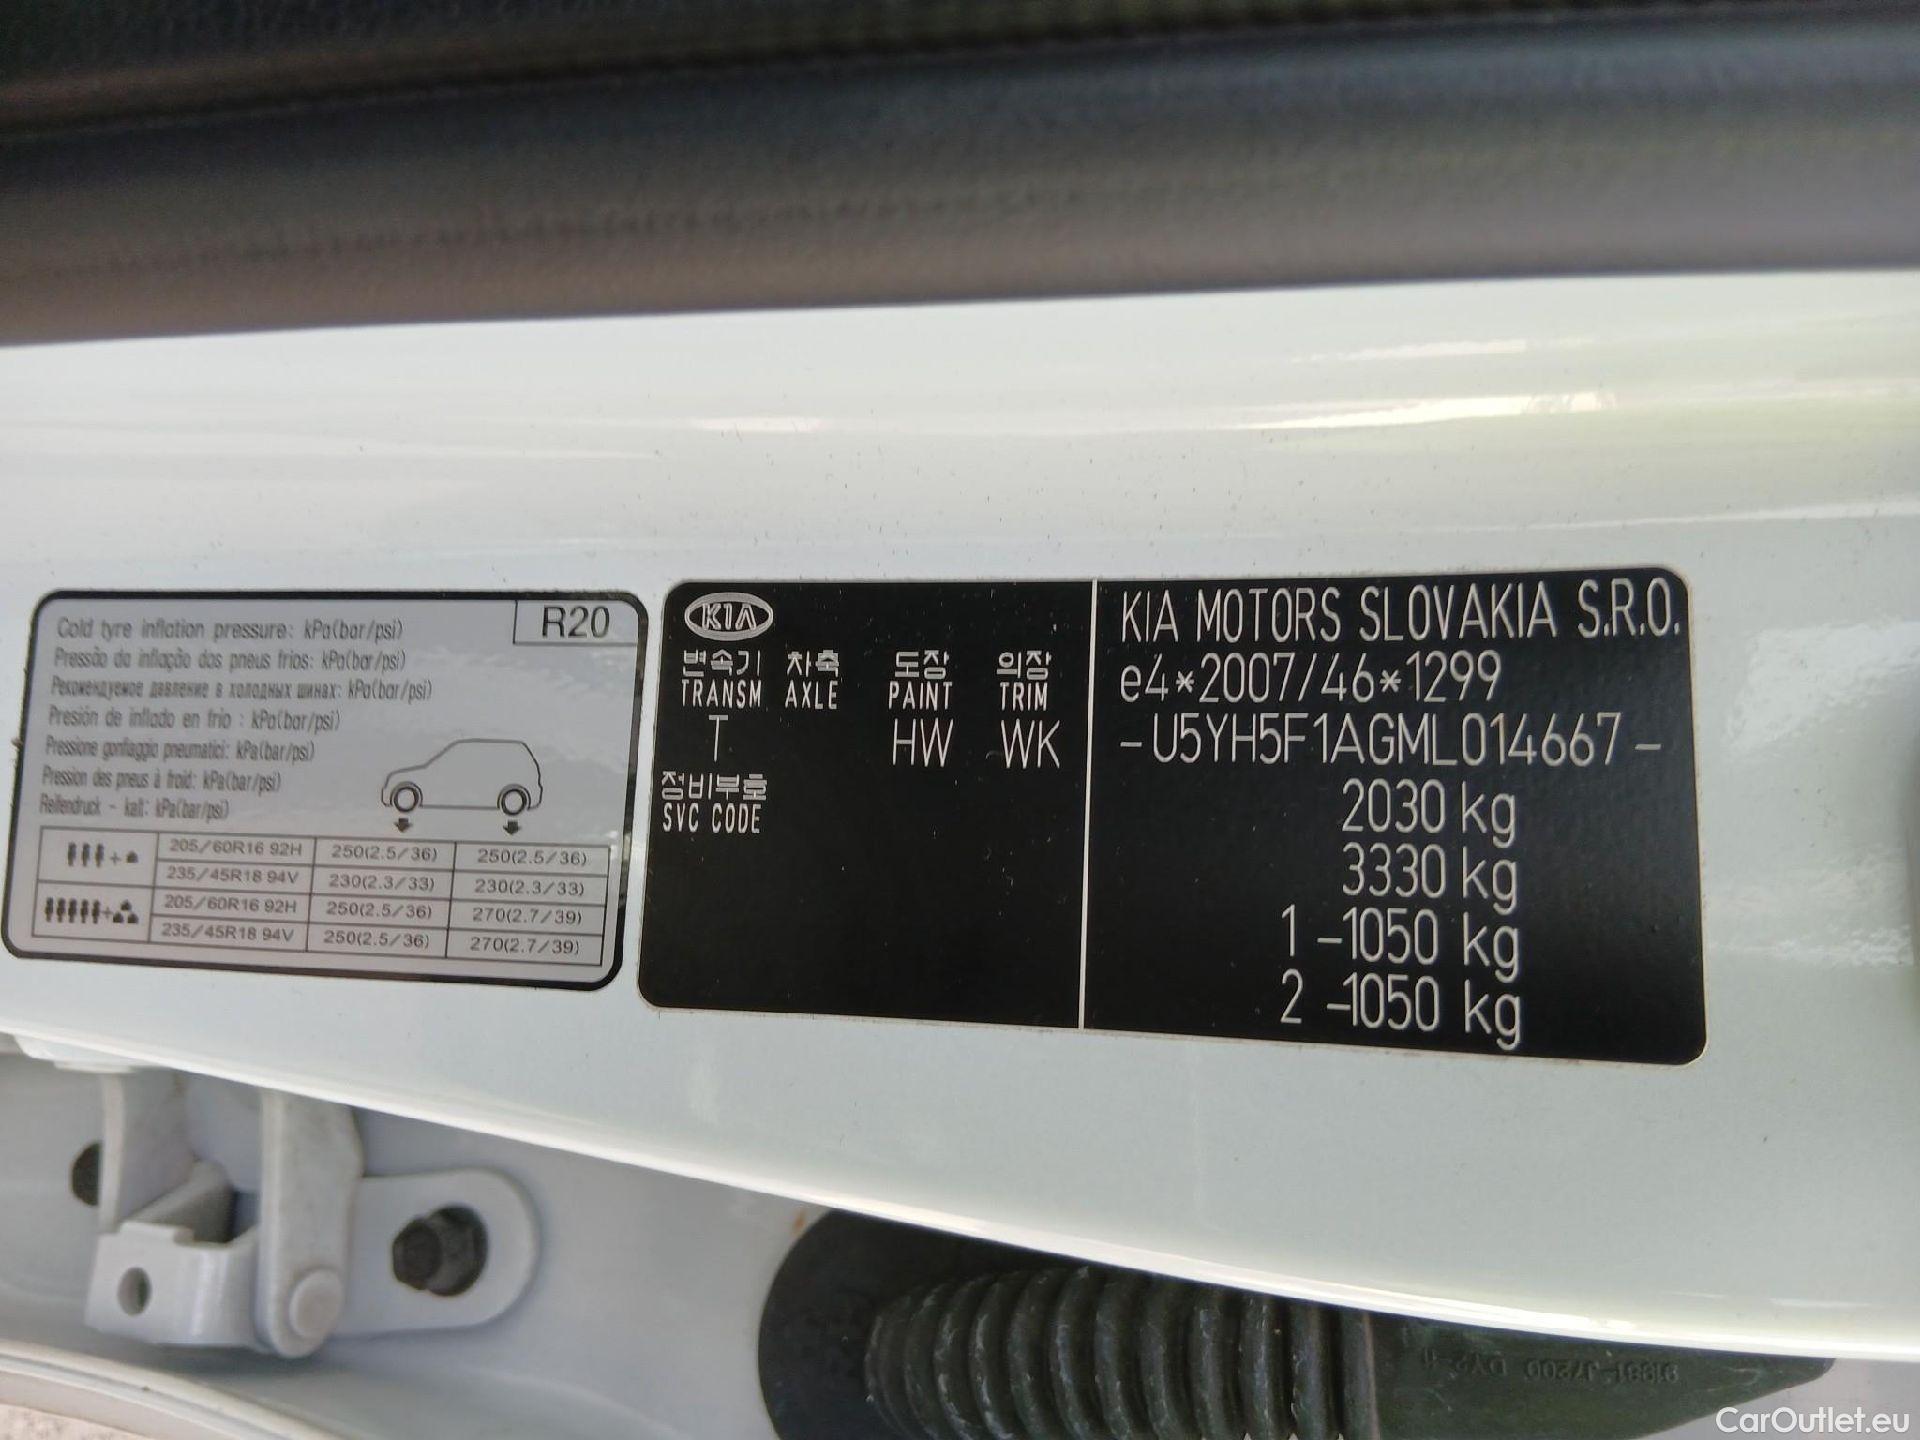 Cold tyre inflation pressure: kPa(bar/psi)
R20
Pressão da inflação dos pneus frios: kPa(bar/psi)
Рекомендуемое давление в холодных шинах: kPa(bar/psi)
Presión de inflado en frío : kPa(bar/psi)
Pressione gonfiaggio pneumatici: kPa(bar/psi)
Pression des pneus à froid: kPa(bar/psi)
Reifendruck - kalt: kPa(bar/psi)
205/60R16 92H 250(2.5/36) 250(2.5/36)
235/45R18 94V 230(2.3/33) 230(2.3/33)
205/60R16 92H 250(2.5/36) 270(2.7/39)
235/45R18 94V 250(2.5/36) 270(2.7/39)
KIA
변속기 차축 도장 의장
TRANSM AXLE PAINT TRIM
T HW WK
정비부호
SVC CODE
KIA MOTORS SLOVAKIA S.R.O.
e4*2007/46*1299
-U5YH5F1AGML014667-
2030 kg
3330 kg
1 -1050 kg
2 -1050 kg
91981-J7200 DY2-11
CarOutlet.eu